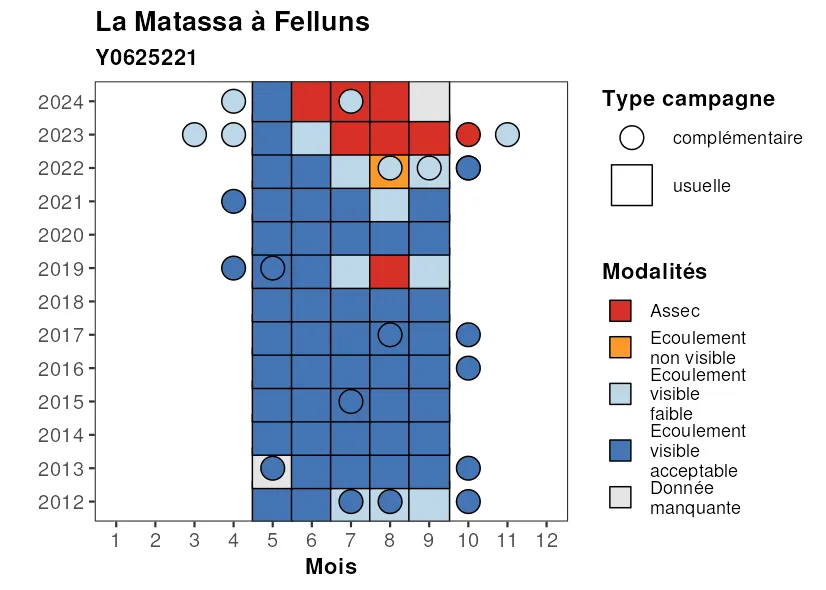 La Matassa à Felluns
Y0625221
2024
2023
2022
2021
2020
2019
2018
2017
2016
2015
2014
2013
2012
1 2 3 4 5 6 7 8 9 10 11 12
Mois
Type campagne
complémentaire
usuelle
Modalités
Assec
Ecoulement
non visible
Ecoulement
visible
faible
Ecoulement
visible
acceptable
Donnée
manquante